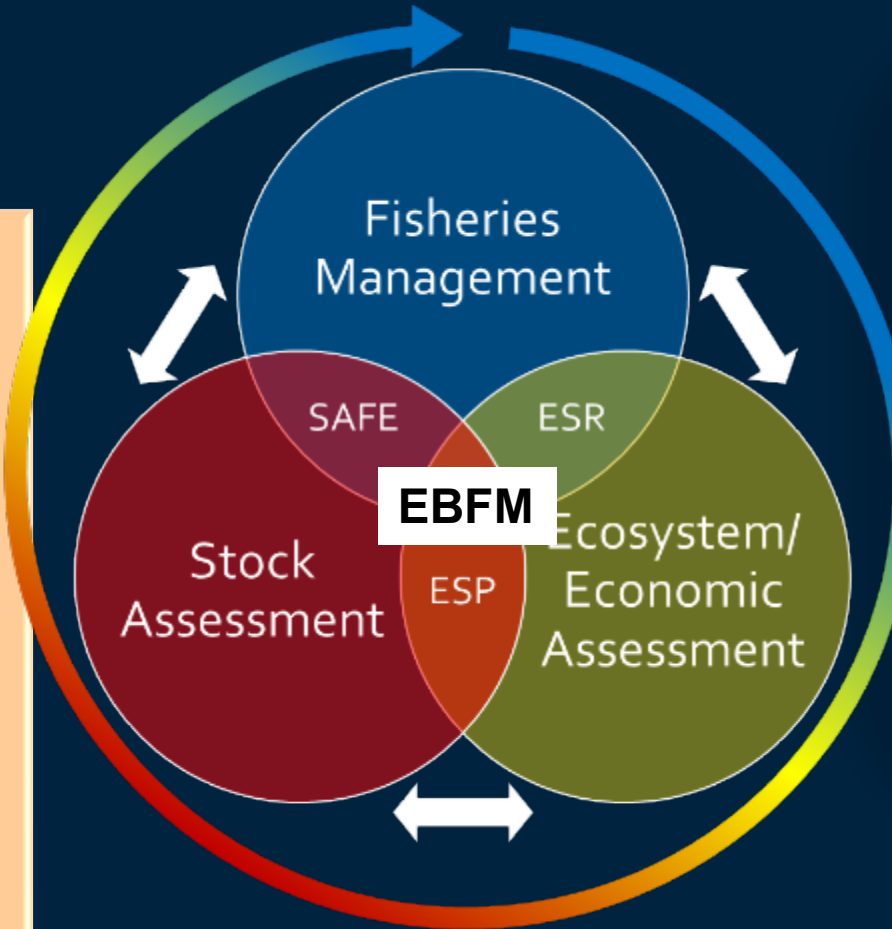 Fisheries
Management
SAFE
ESR
EBFM
Stock
Assessment
ESP
Ecosystem/
Economic
Assessment